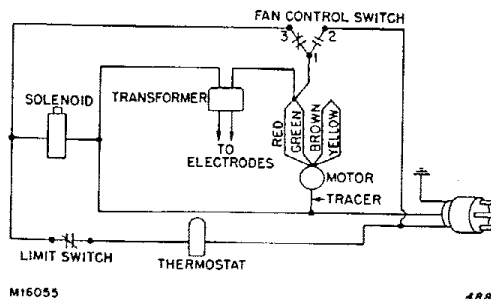 FAN CONTROL SWITCH
3
2
1
SOLENOID
TRANSFORMER
TO
ELECTRODES
RED
GREEN
BROWN
YELLOW
MOTOR
TRACER
LIMIT SWITCH
THERMOSTAT
M16055